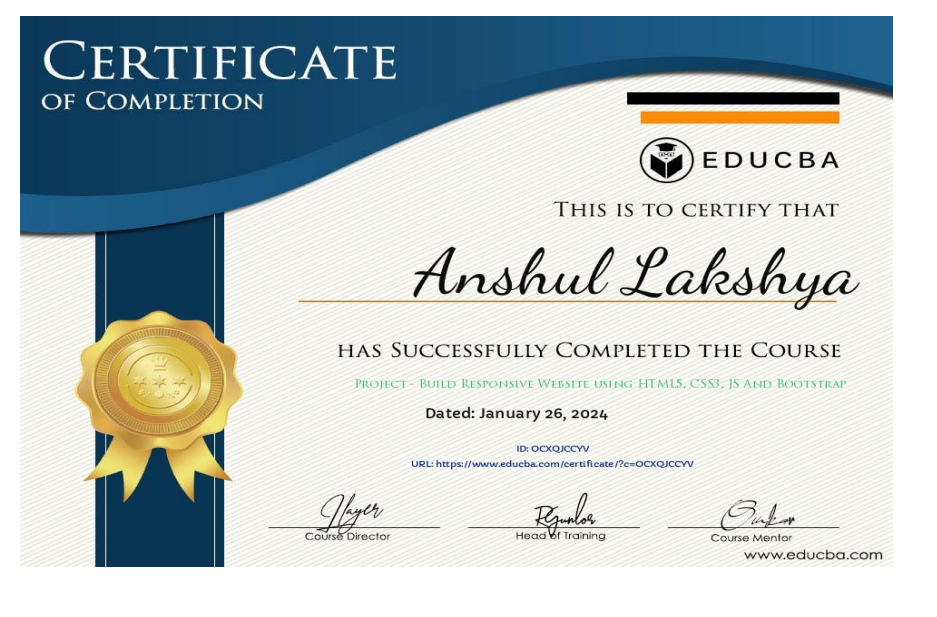 CERTIFICATE
OF COMPLETION
EDUCBA
THIS IS TO CERTIFY THAT
Anshul Lakshya
HAS SUCCESSFULLY COMPLETED THE COURSE
PROJECT - BUILD RESPONSIVE WEBSITE USING HTML5, CSS3, JS AND BOOTSTRAP
Dated: January 26, 2024
ID: OCXQJCCYV
URL: https://www.educba.com/certificate/?c=OCXQJCCYV
Course Director
Head of Training
Course Mentor
www.educba.com